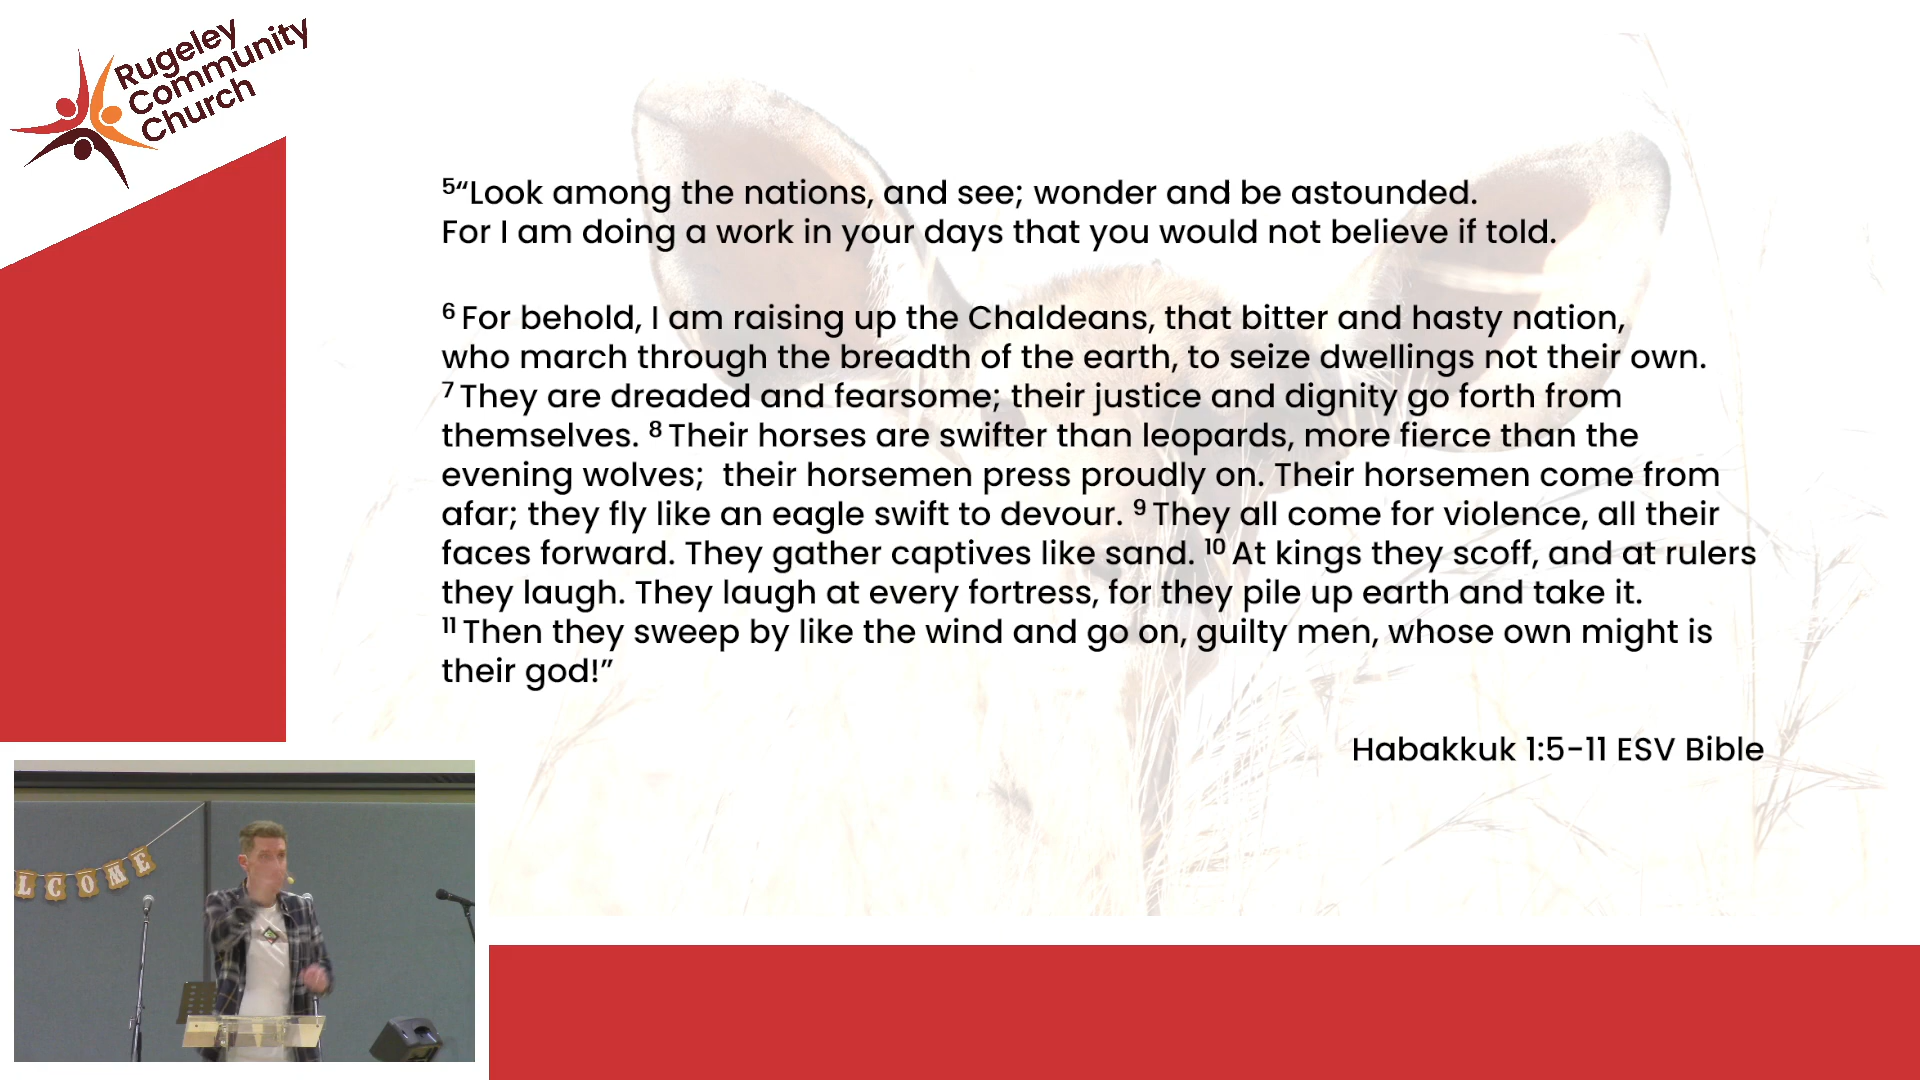 Rugeley
Community
Church
⁵“Look among the nations, and see; wonder and be astounded.
For I am doing a work in your days that you would not believe if told.
⁶ For behold, I am raising up the Chaldeans, that bitter and hasty nation,
who march through the breadth of the earth, to seize dwellings not their own.
⁷ They are dreaded and fearsome; their justice and dignity go forth from
themselves. ⁸ Their horses are swifter than leopards, more fierce than the
evening wolves;  their horsemen press proudly on. Their horsemen come from
afar; they fly like an eagle swift to devour. ⁹ They all come for violence, all their
faces forward. They gather captives like sand. ¹⁰ At kings they scoff, and at rulers
they laugh. They laugh at every fortress, for they pile up earth and take it.
¹¹ Then they sweep by like the wind and go on, guilty men, whose own might is
their god!”
Habakkuk 1:5-11 ESV Bible
LCOME